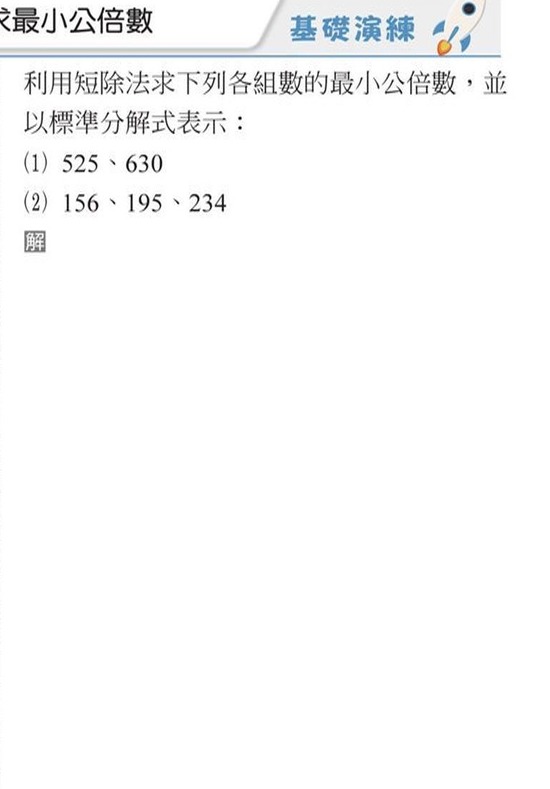 求最小公倍數
基礎演練
利用短除法求下列各組數的最小公倍數，並
以標準分解式表示：
⑴ 525、630
⑵ 156、195、234
解